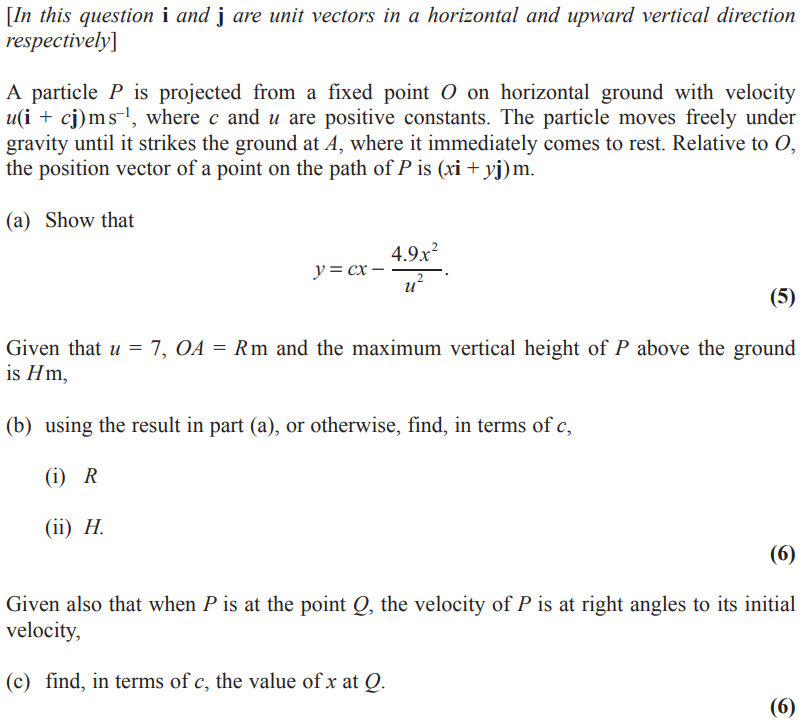 [In this question i and j are unit vectors in a horizontal and upward vertical direction
respectively]
A particle P is projected from a fixed point O on horizontal ground with velocity
u(i + cj) m s⁻¹, where c and u are positive constants. The particle moves freely under
gravity until it strikes the ground at A, where it immediately comes to rest. Relative to O,
the position vector of a point on the path of P is (xi + yj) m.
(a) Show that
y = cx − 4.9x²/u².
(5)
Given that u = 7, OA = R m and the maximum vertical height of P above the ground
is H m,
(b) using the result in part (a), or otherwise, find, in terms of c,
(i) R
(ii) H.
(6)
Given also that when P is at the point Q, the velocity of P is at right angles to its initial
velocity,
(c) find, in terms of c, the value of x at Q.
(6)